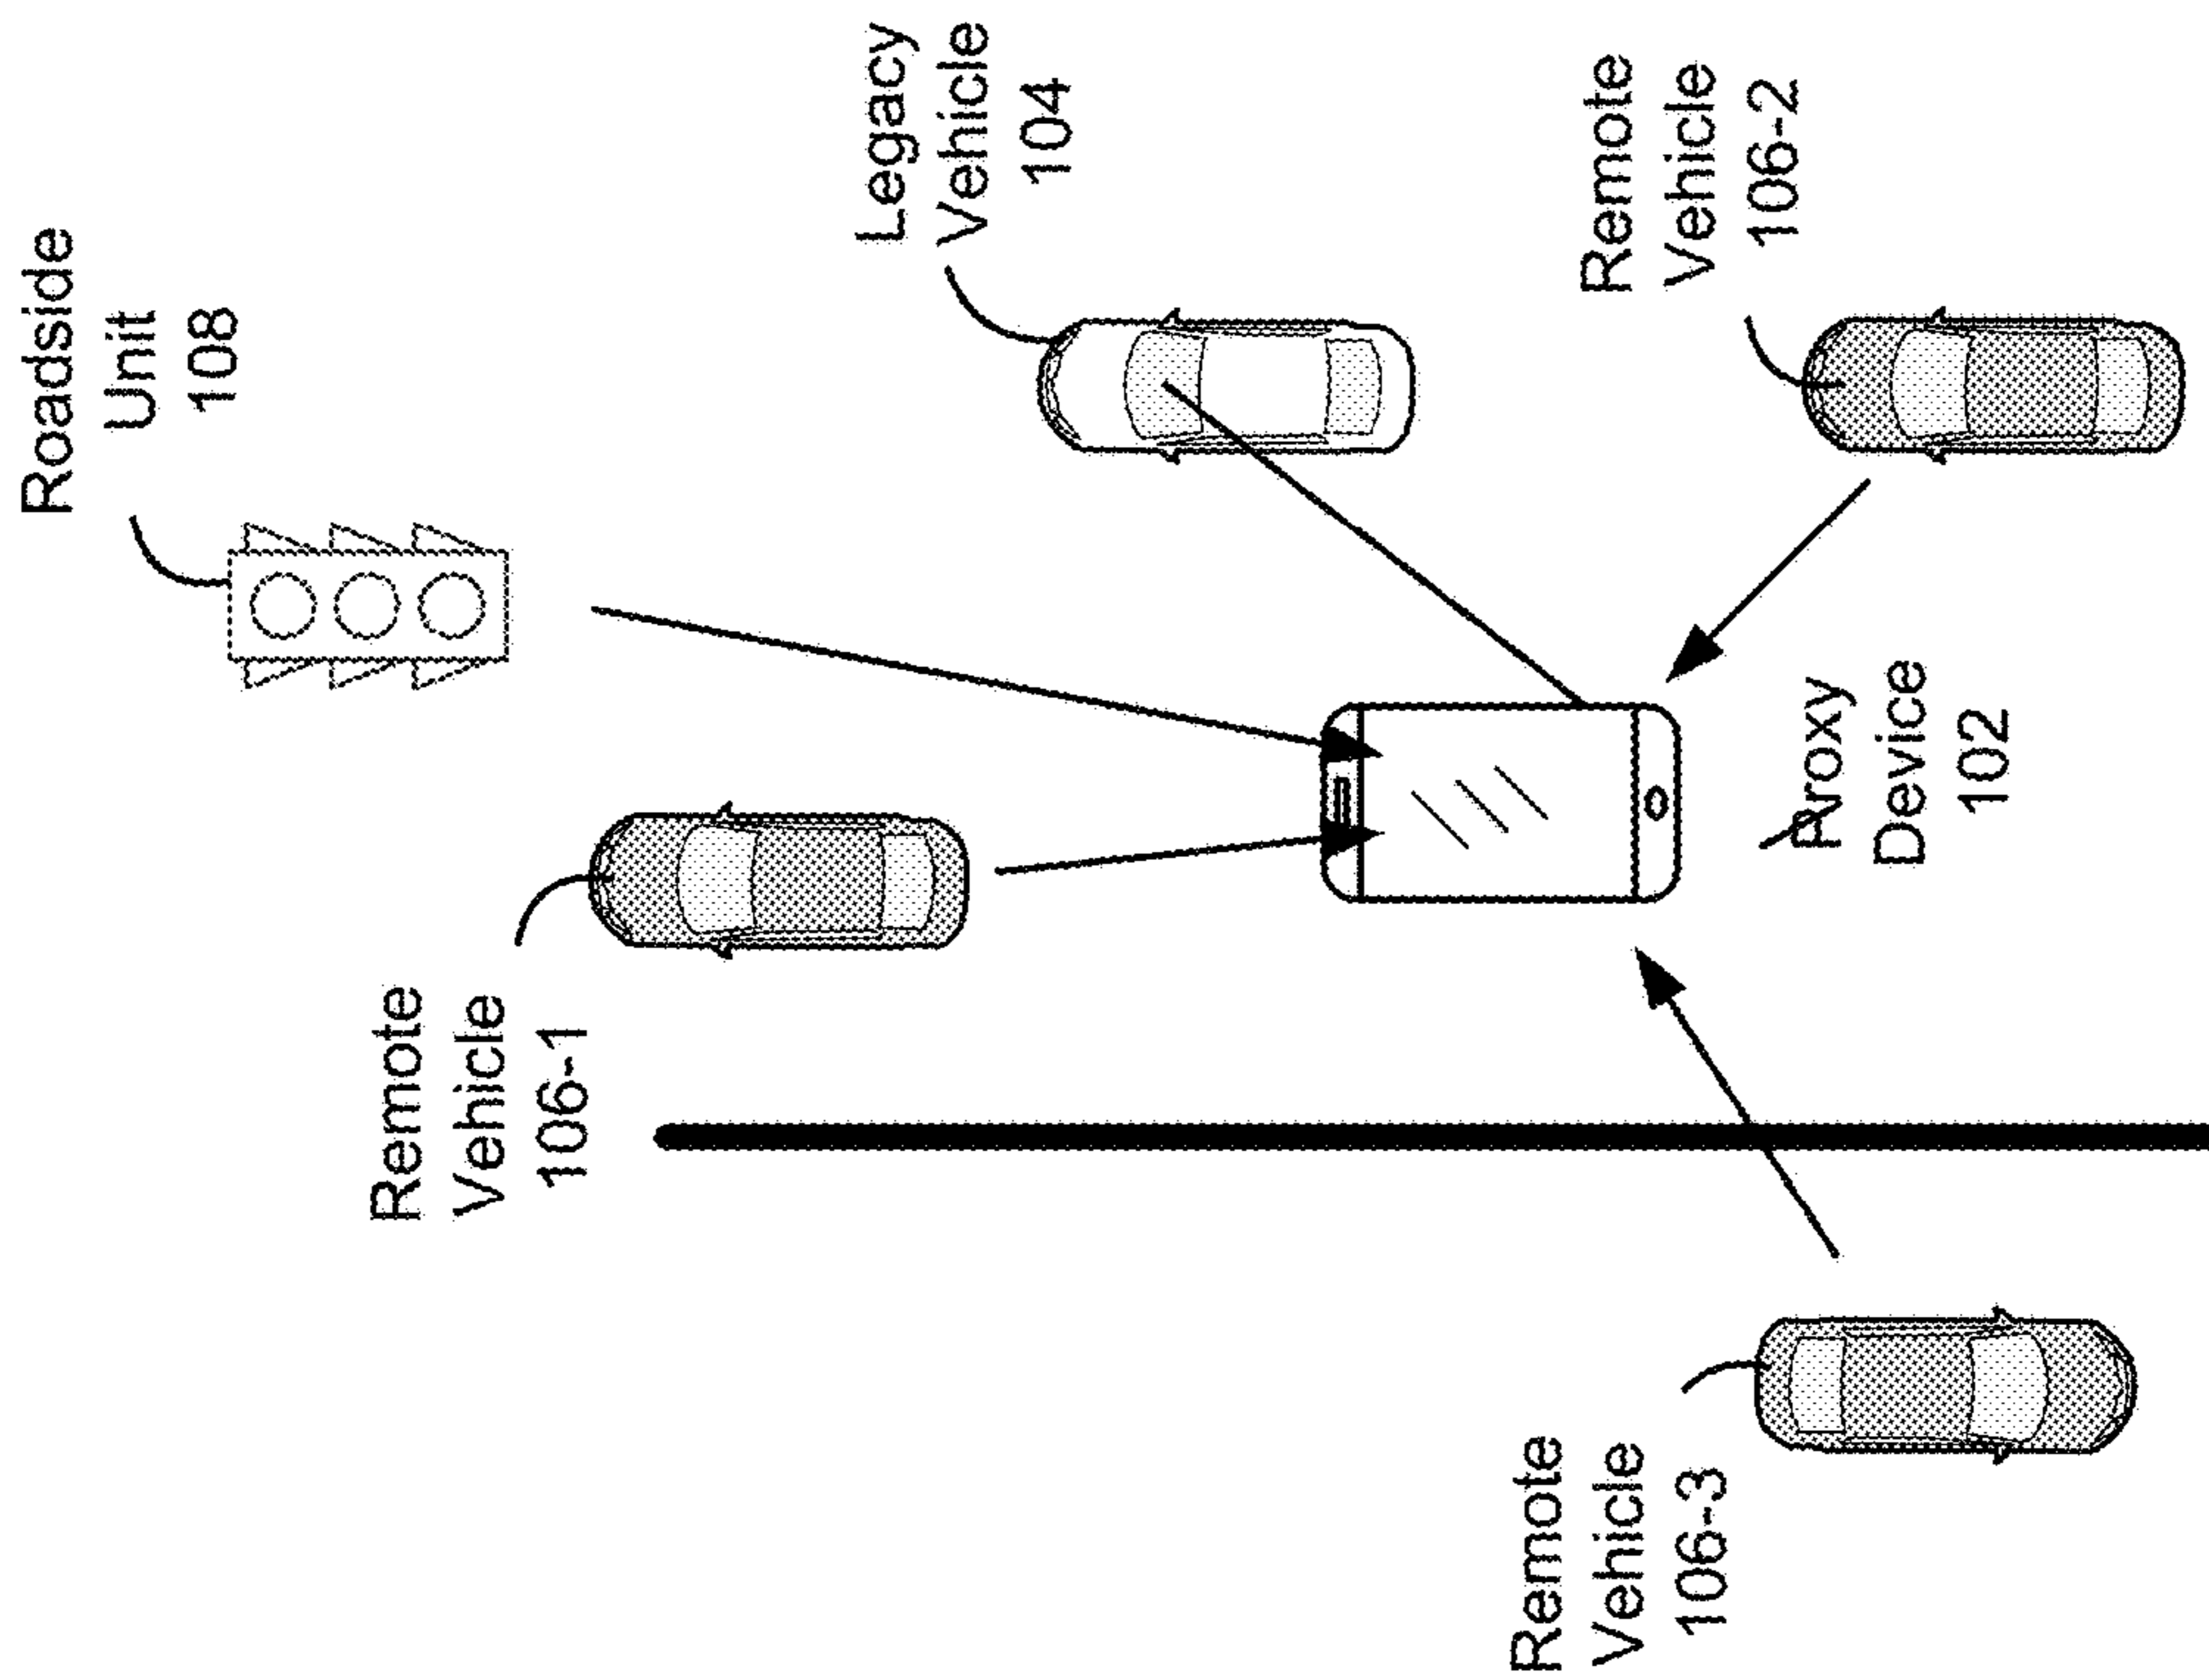 Roadside
Unit
108
Remote
Vehicle
106-1
Legacy
Vehicle
104
Remote
Vehicle
106-2
Proxy
Device
102
Remote
Vehicle
106-3